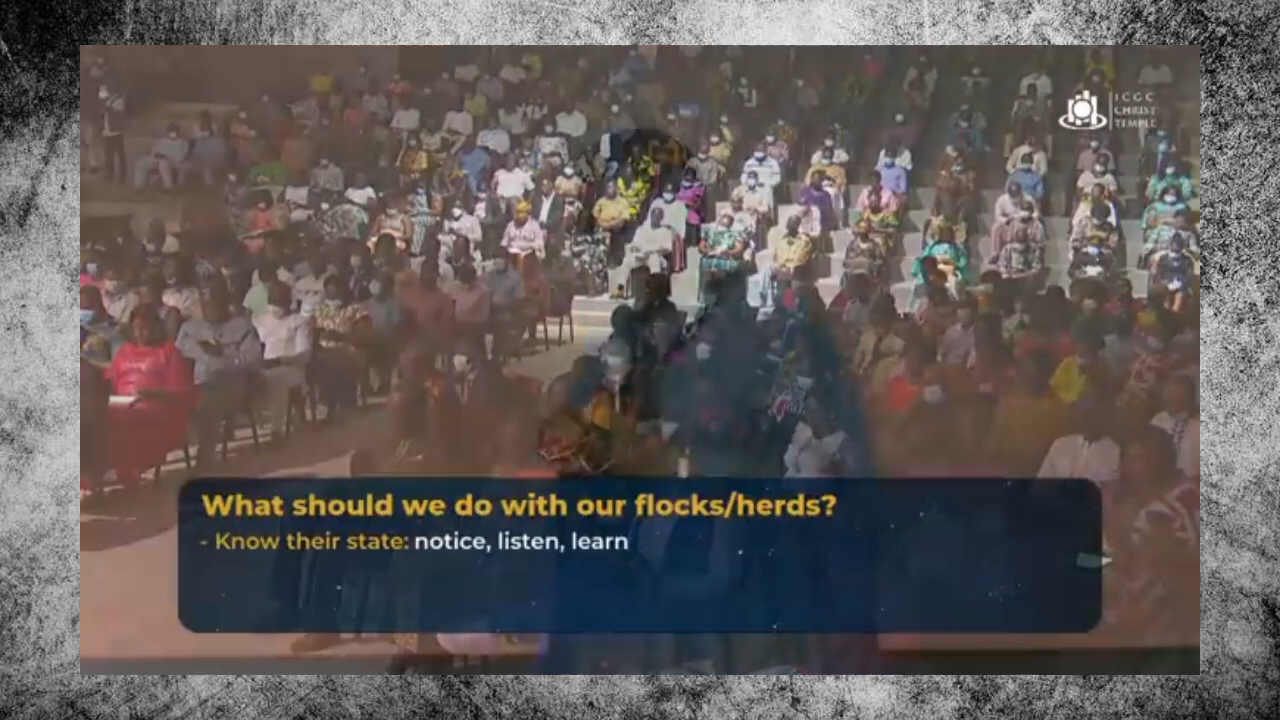 ICGC
CHRIST
TEMPLE
What should we do with our flocks/herds?
- Know their state: notice, listen, learn